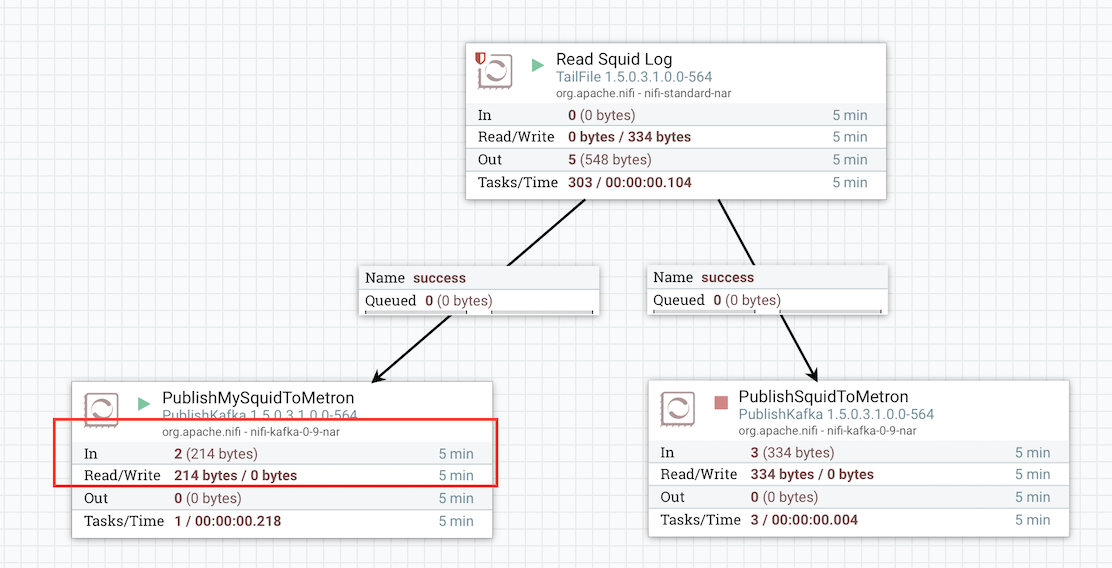 Read Squid Log
TailFile 1.5.0.3.1.0.0-564
org.apache.nifi - nifi-standard-nar
In 0 (0 bytes) 5 min
Read/Write 0 bytes / 334 bytes 5 min
Out 5 (548 bytes) 5 min
Tasks/Time 303 / 00:00:00.104 5 min
Name success
Queued 0 (0 bytes)
Name success
Queued 0 (0 bytes)
PublishMySquidToMetron
PublishKafka 1.5.0.3.1.0.0-564
org.apache.nifi - nifi-kafka-0-9-nar
In 2 (214 bytes) 5 min
Read/Write 214 bytes / 0 bytes 5 min
Out 0 (0 bytes) 5 min
Tasks/Time 1 / 00:00:00.218 5 min
PublishSquidToMetron
PublishKafka 1.5.0.3.1.0.0-564
org.apache.nifi - nifi-kafka-0-9-nar
In 3 (334 bytes) 5 min
Read/Write 334 bytes / 0 bytes 5 min
Out 0 (0 bytes) 5 min
Tasks/Time 3 / 00:00:00.004 5 min